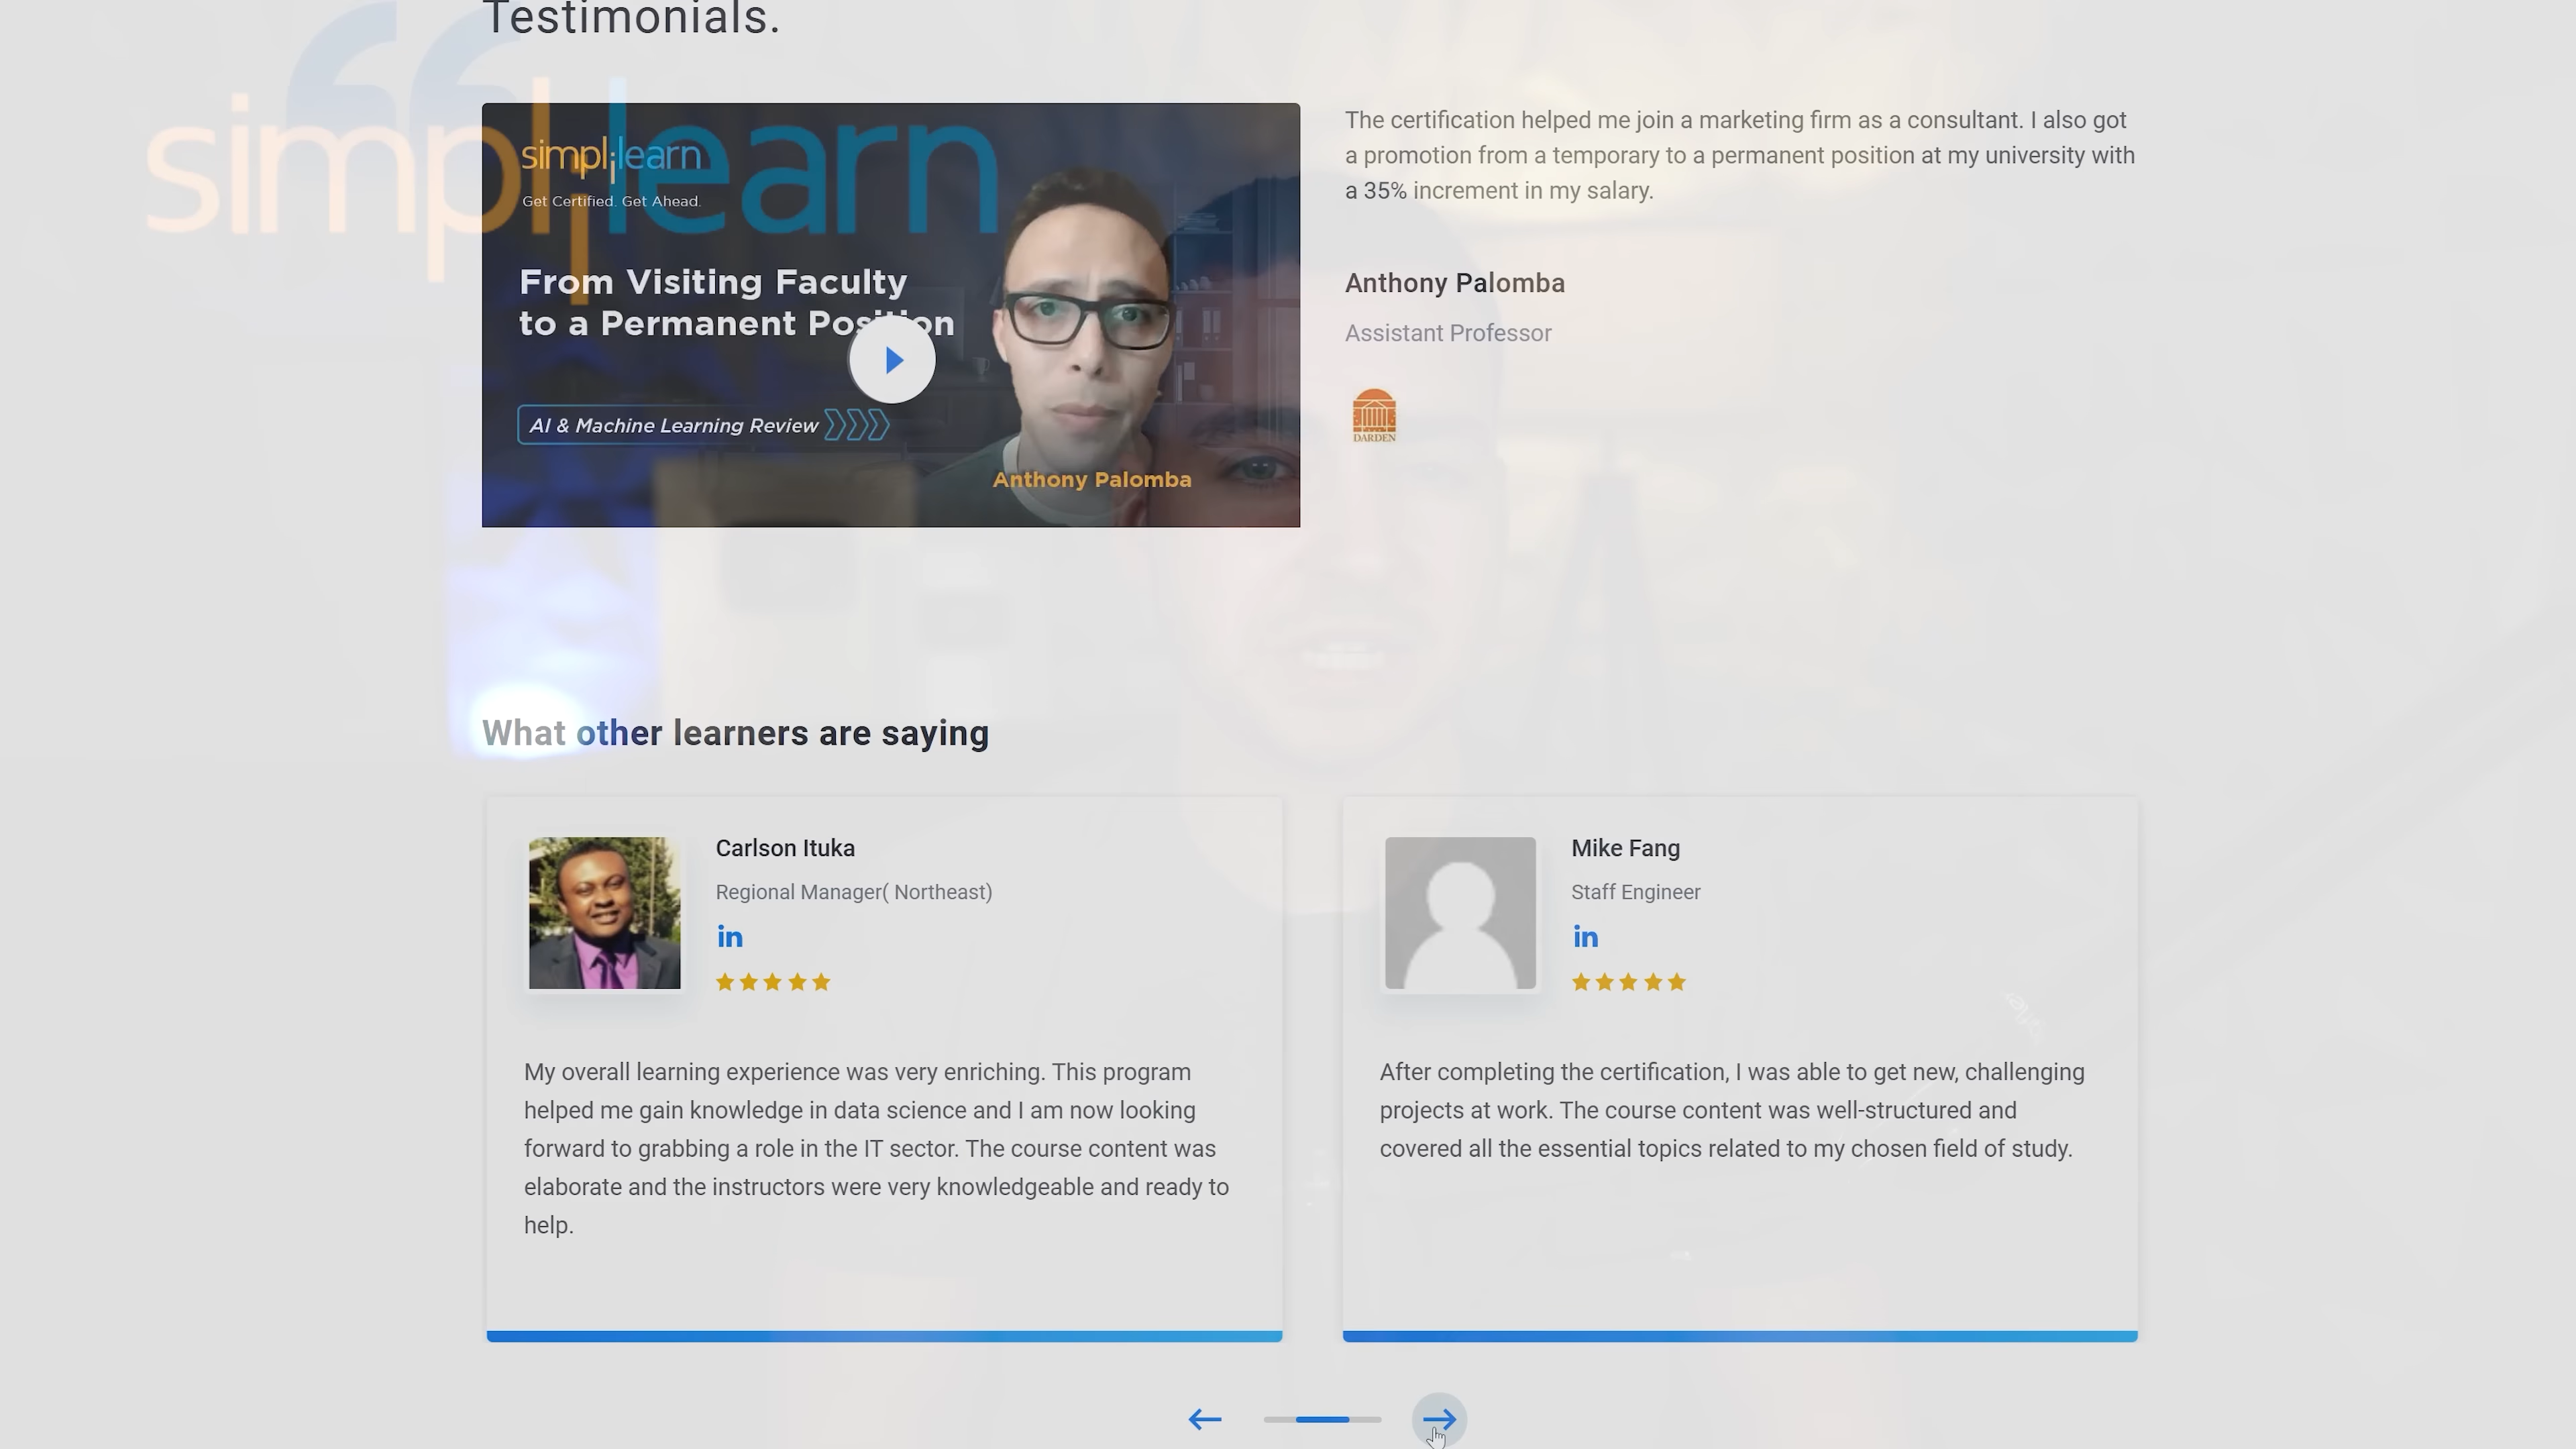 Testimonials.
simplilearn
simplilearn
Get Certified. Get Ahead.
From Visiting Faculty
to a Permanent Position
AI & Machine Learning Review
Anthony Palomba
The certification helped me join a marketing firm as a consultant. I also got
a promotion from a temporary to a permanent position at my university with
a 35% increment in my salary.
Anthony Palomba
Assistant Professor
DARDEN
What other learners are saying
Carlson Ituka
Regional Manager( Northeast)
in
My overall learning experience was very enriching. This program
helped me gain knowledge in data science and I am now looking
forward to grabbing a role in the IT sector. The course content was
elaborate and the instructors were very knowledgeable and ready to
help.
Mike Fang
Staff Engineer
in
After completing the certification, I was able to get new, challenging
projects at work. The course content was well-structured and
covered all the essential topics related to my chosen field of study.